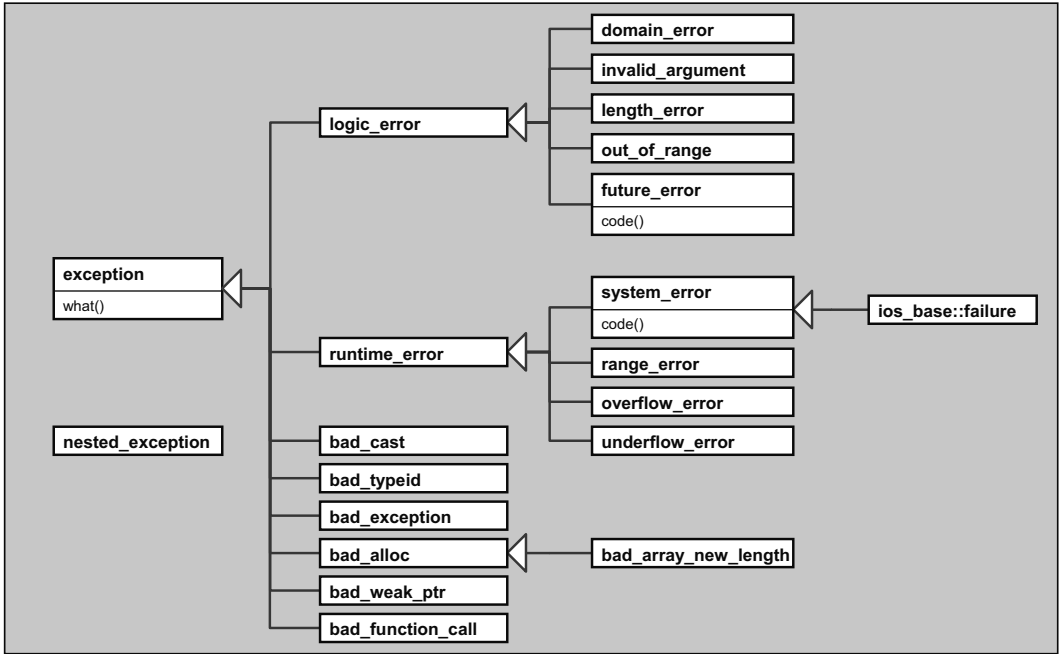 domain_error
invalid_argument
length_error
logic_error
out_of_range
future_error
code()
exception
what()
system_error
code()
ios_base::failure
runtime_error
range_error
overflow_error
underflow_error
nested_exception
bad_cast
bad_typeid
bad_exception
bad_alloc
bad_array_new_length
bad_weak_ptr
bad_function_call